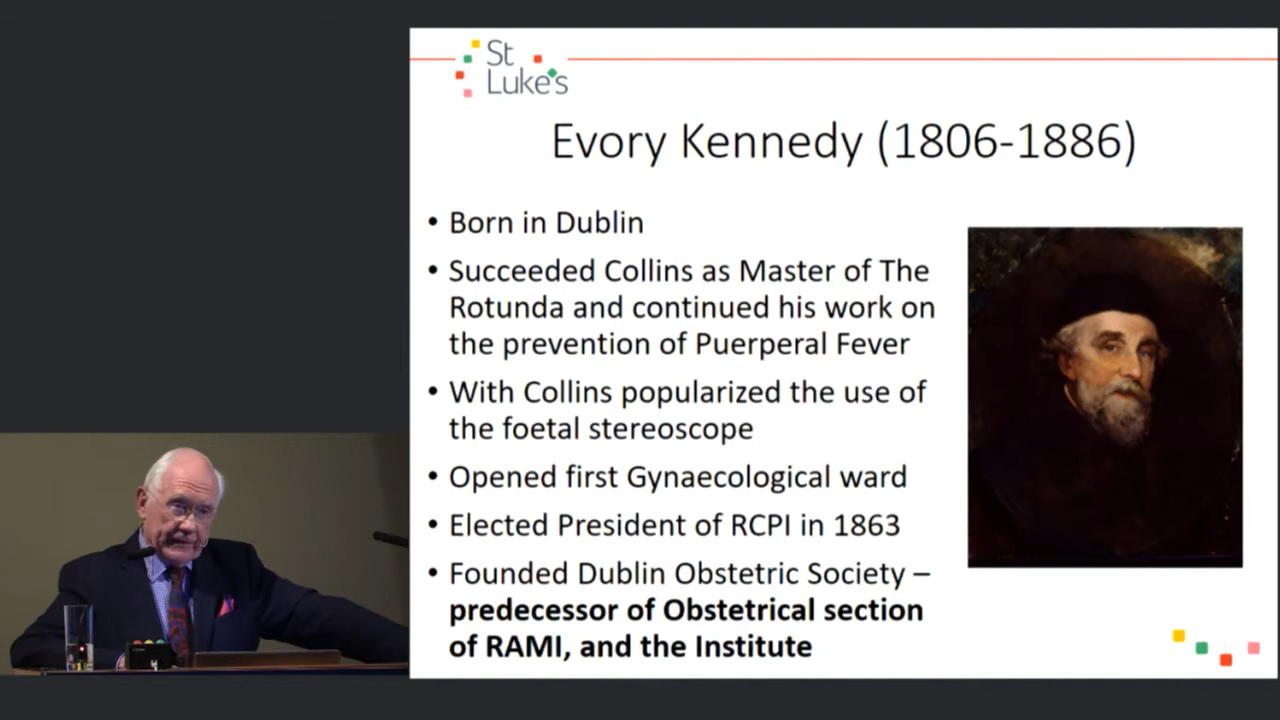 St
Luke's
Evory Kennedy (1806-1886)
• Born in Dublin
• Succeeded Collins as Master of The
Rotunda and continued his work on
the prevention of Puerperal Fever
• With Collins popularized the use of
the foetal stereoscope
• Opened first Gynaecological ward
• Elected President of RCPI in 1863
• Founded Dublin Obstetric Society –
predecessor of Obstetrical section
of RAMI, and the Institute